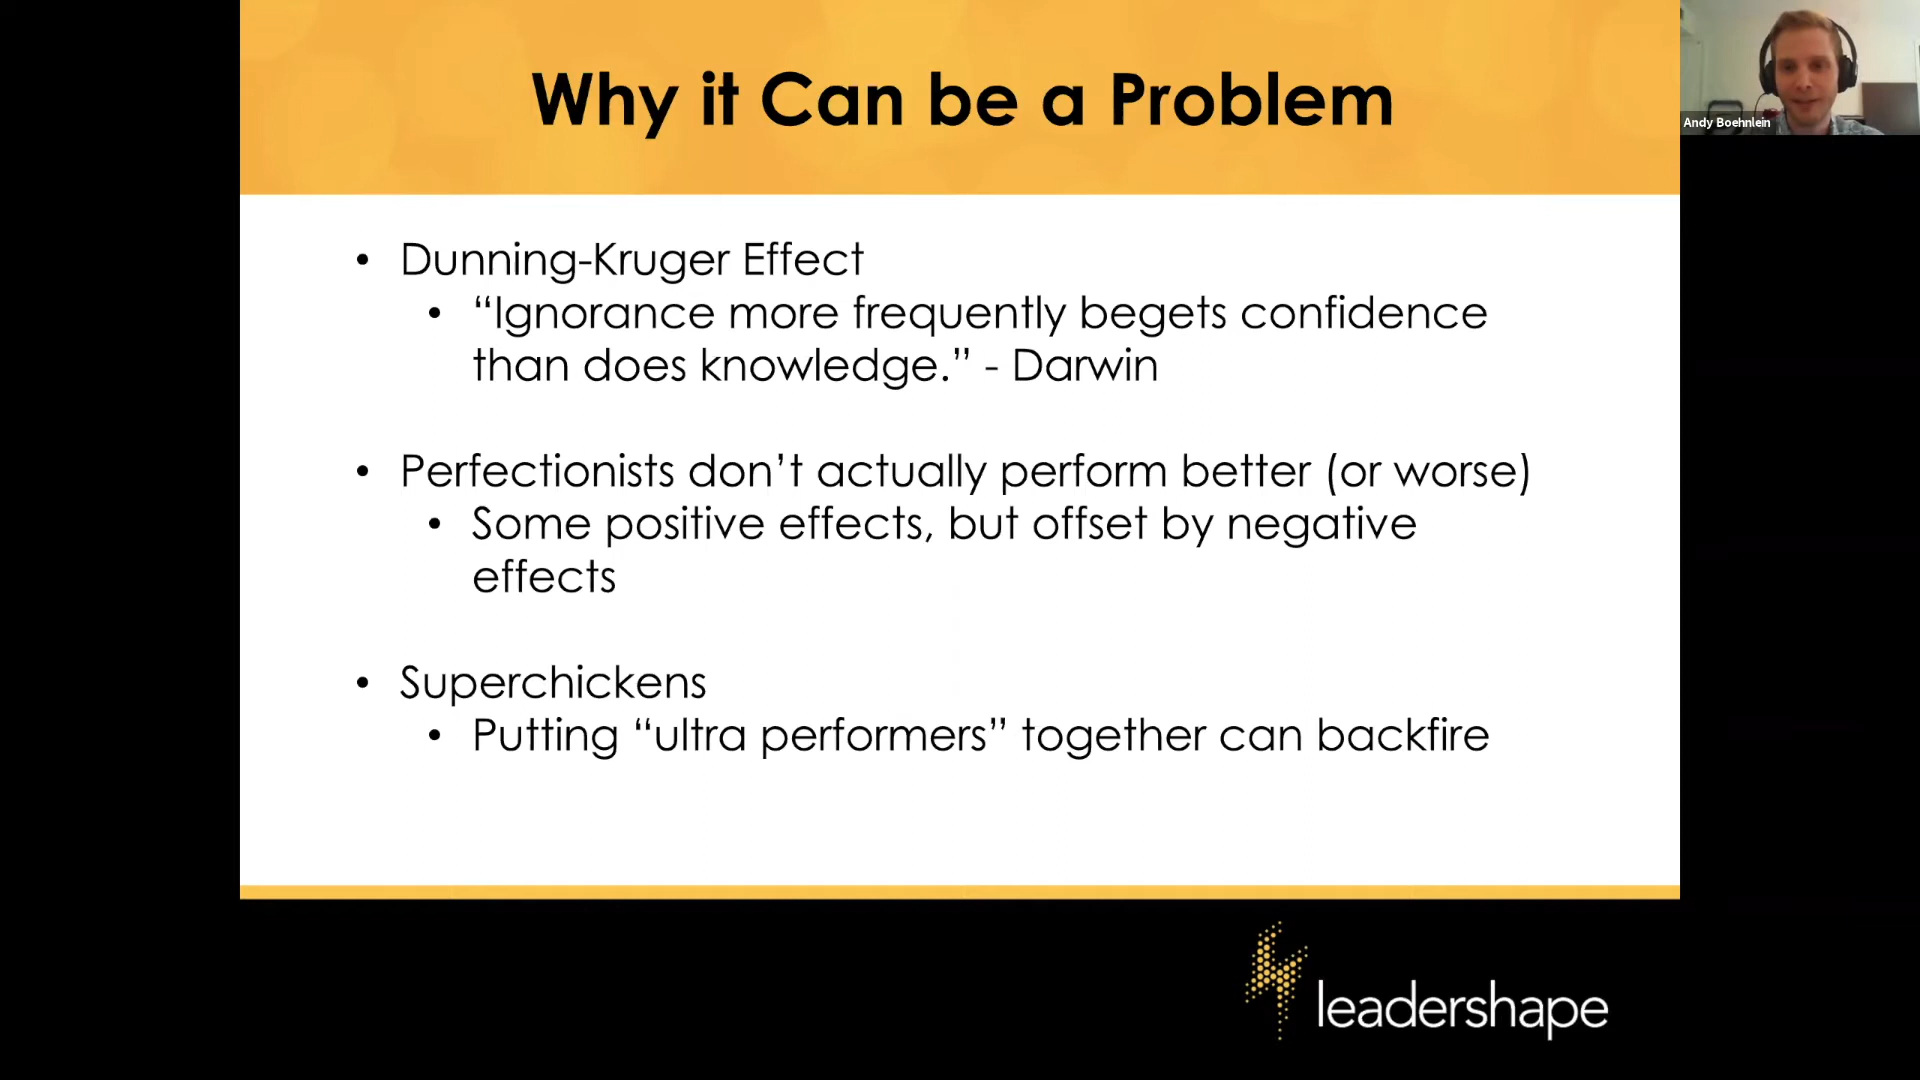 Why it Can be a Problem
Andy Boehnlein
• Dunning-Kruger Effect
• “Ignorance more frequently begets confidence
than does knowledge.” - Darwin
• Perfectionists don’t actually perform better (or worse)
• Some positive effects, but offset by negative
effects
• Superchickens
• Putting “ultra performers” together can backfire
leadershape